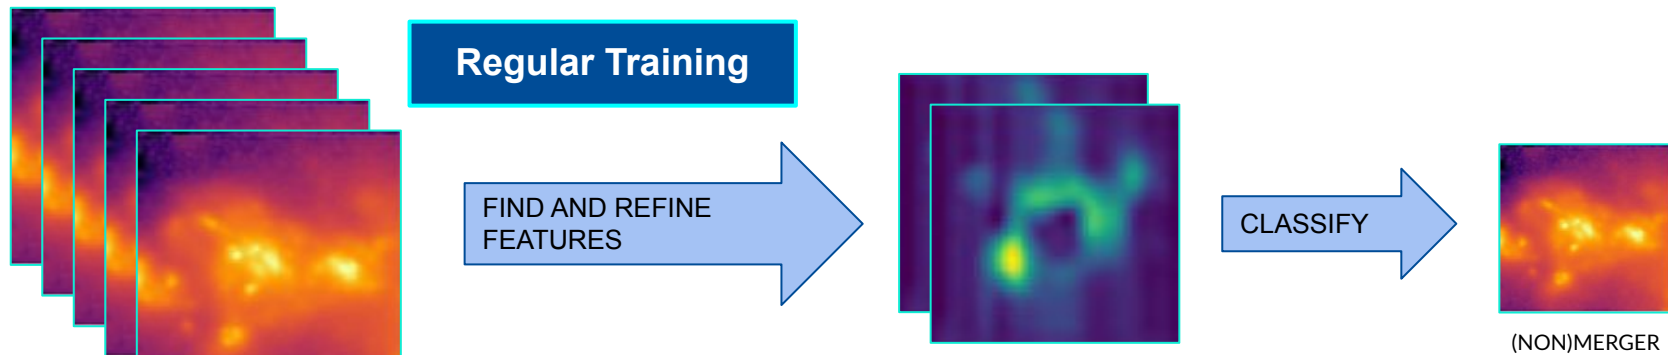 Regular Training
FIND AND REFINE
FEATURES
CLASSIFY
(NON)MERGER